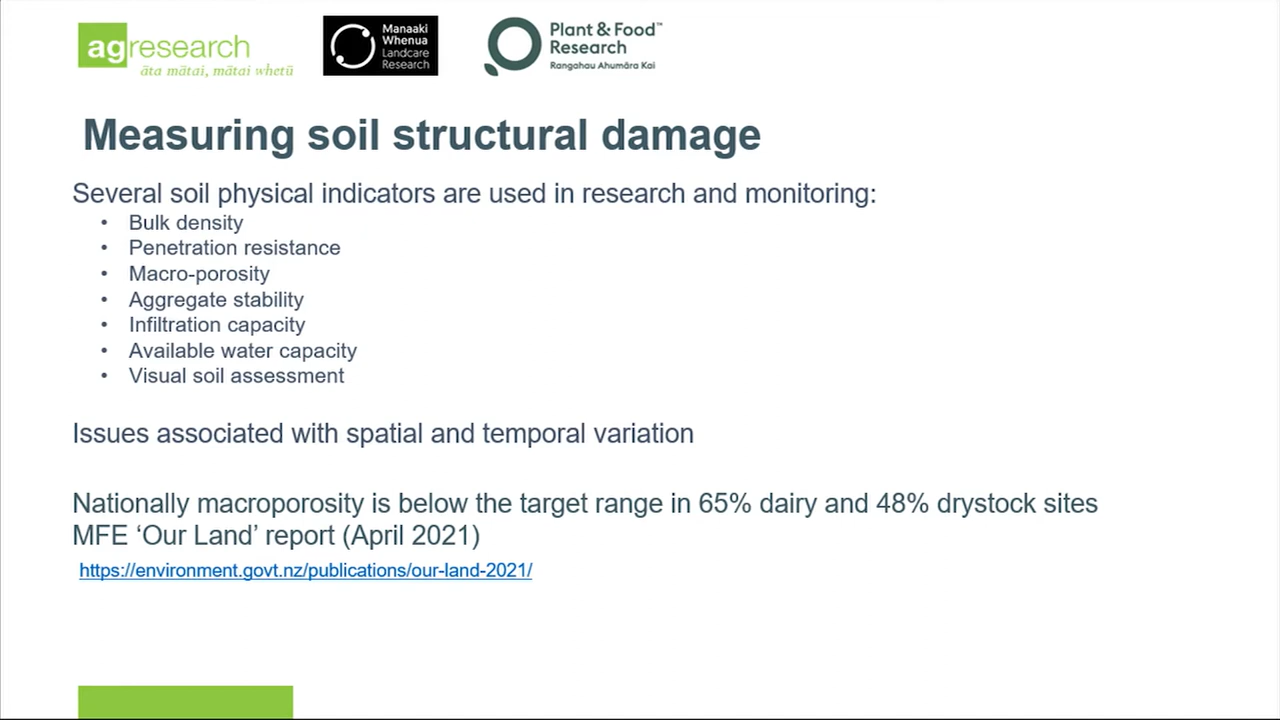 agresearch
āta mātai, mātai whetū
Manaaki
Whenua
Landcare
Research
Plant & Food™
Research
Rangahau Ahumāra Kai
Measuring soil structural damage
Several soil physical indicators are used in research and monitoring:
• Bulk density
• Penetration resistance
• Macro-porosity
• Aggregate stability
• Infiltration capacity
• Available water capacity
• Visual soil assessment
Issues associated with spatial and temporal variation
Nationally macroporosity is below the target range in 65% dairy and 48% drystock sites
MFE ‘Our Land’ report (April 2021)
https://environment.govt.nz/publications/our-land-2021/